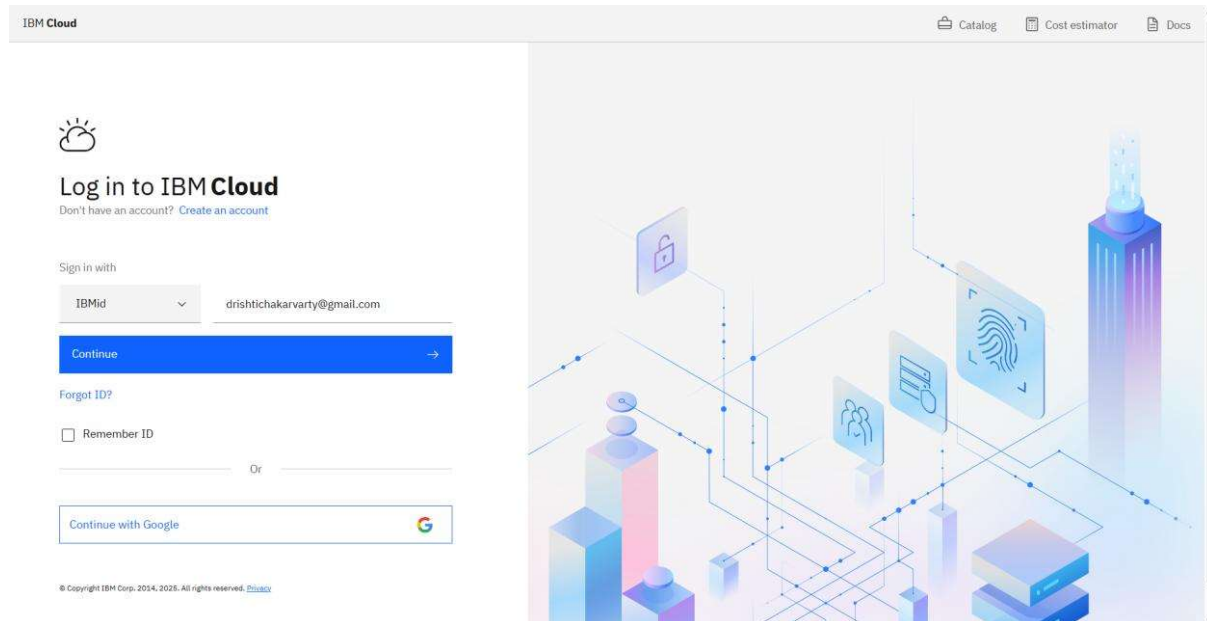 IBM Cloud
Catalog
Cost estimator
Docs
Log in to IBM Cloud
Don't have an account? Create an account
Sign in with
IBMid
drishtichakarvarty@gmail.com
Continue
Forgot ID?
Remember ID
Or
Continue with Google
© Copyright IBM Corp. 2014, 2025. All rights reserved. Privacy